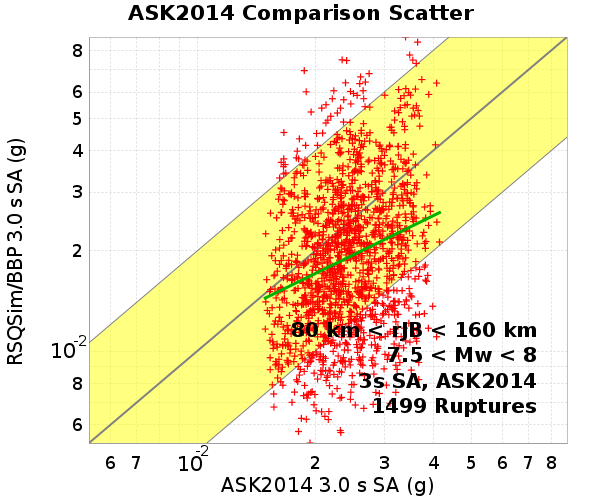 ASK2014 Comparison Scatter
RSQSim/BBP 3.0 s SA (g)
8
6
5
4
3
2
10-2
8
6
80 km < rJB < 160 km
7.5 < Mw < 8
3s SA, ASK2014
1499 Ruptures
6 7 10-2 2 3 4 5 6 7 8
ASK2014 3.0 s SA (g)